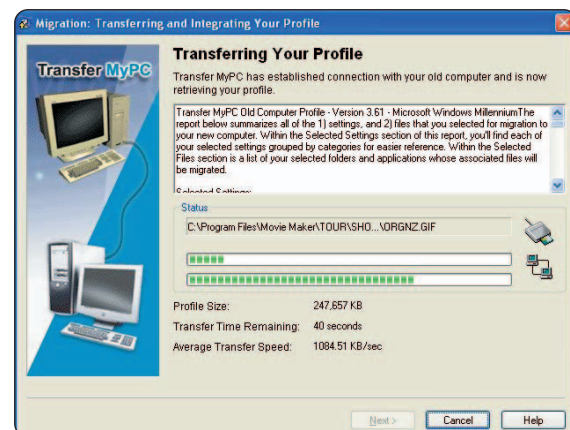 Migration: Transferring and Integrating Your Profile
Transfer MyPC
Transferring Your Profile
Transfer MyPC has established connection with your old computer and is now
retrieving your profile.
Transfer MyPC Old Computer Profile - Version 3.61 - Microsoft Windows MillenniumThe
report below summarizes all of the 1) settings, and 2) files that you selected for migration to
your new computer. Within the Selected Settings section of this report, you'll find each of
your selected settings grouped by categories for easier reference. Within the Selected
Files section is a list of your selected folders and applications whose associated files will
be migrated.
Selected Settings:
Status
C:\Program Files\Movie Maker\TOUR\SHO...\ORGNZ.GIF
Profile Size: 247,657 KB
Transfer Time Remaining: 40 seconds
Average Transfer Speed: 1084.51 KB/sec
Next > Cancel Help